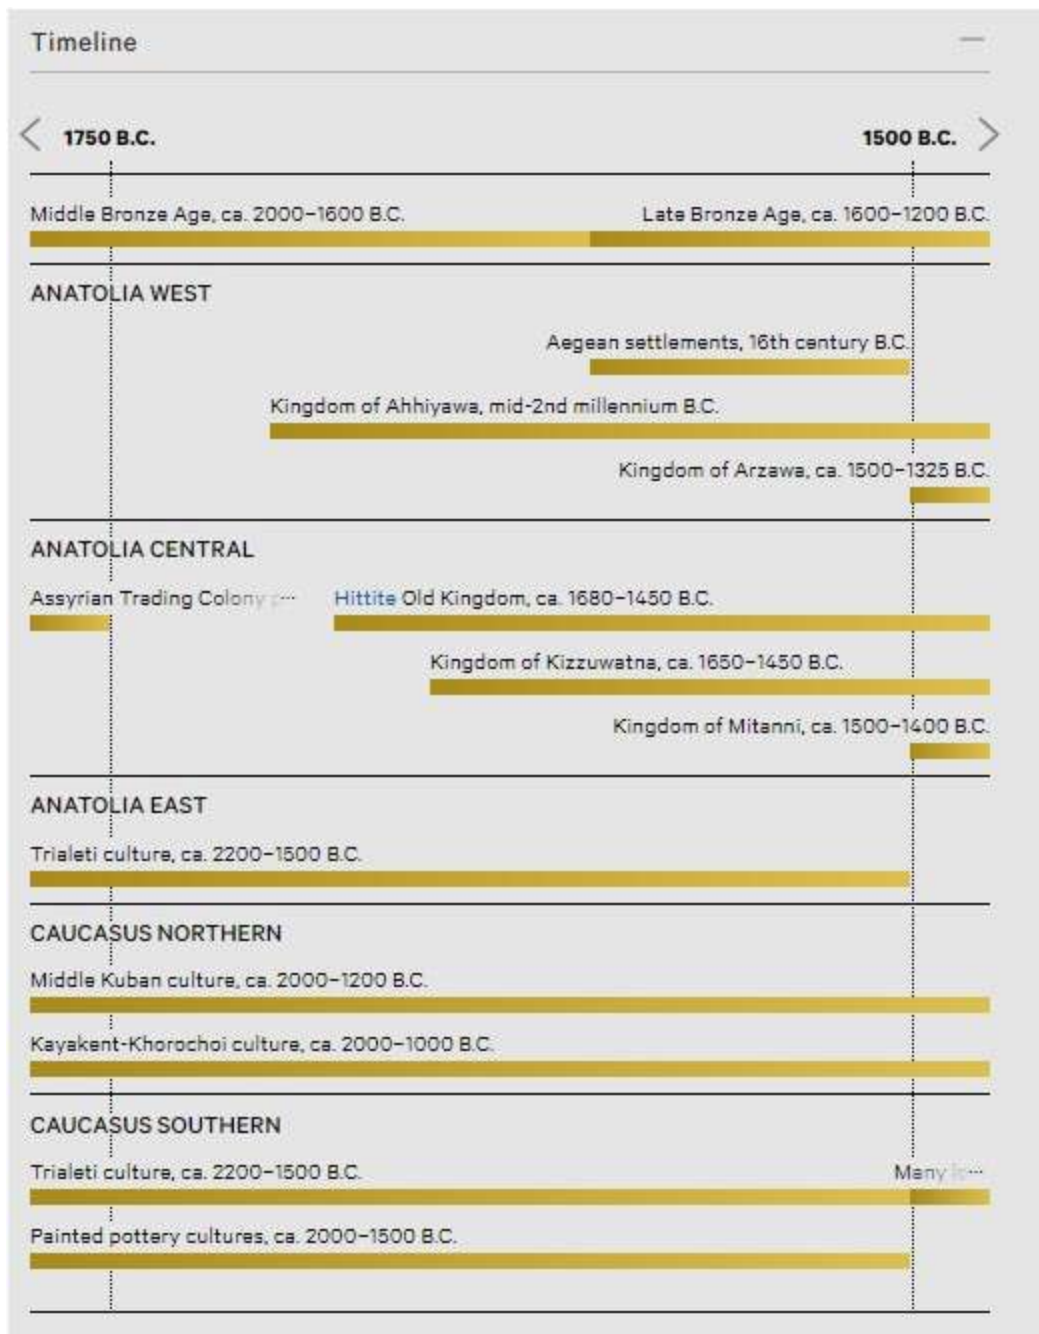 Timeline
1750 B.C. 1500 B.C.
Middle Bronze Age, ca. 2000–1600 B.C. Late Bronze Age, ca. 1600–1200 B.C.
ANATOLIA WEST
Aegean settlements, 16th century B.C.
Kingdom of Ahhiyawa, mid-2nd millennium B.C.
Kingdom of Arzawa, ca. 1500–1325 B.C.
ANATOLIA CENTRAL
Assyrian Trading Colony Hittite Old Kingdom, ca. 1680–1450 B.C.
Kingdom of Kizzuwatna, ca. 1650–1450 B.C.
Kingdom of Mitanni, ca. 1500–1400 B.C.
ANATOLIA EAST
Trialeti culture, ca. 2200–1500 B.C.
CAUCASUS NORTHERN
Middle Kuban culture, ca. 2000–1200 B.C.
Kayakent-Khorochoi culture, ca. 2000–1000 B.C.
CAUCASUS SOUTHERN
Trialeti culture, ca. 2200–1500 B.C. Many
Painted pottery cultures, ca. 2000–1500 B.C.